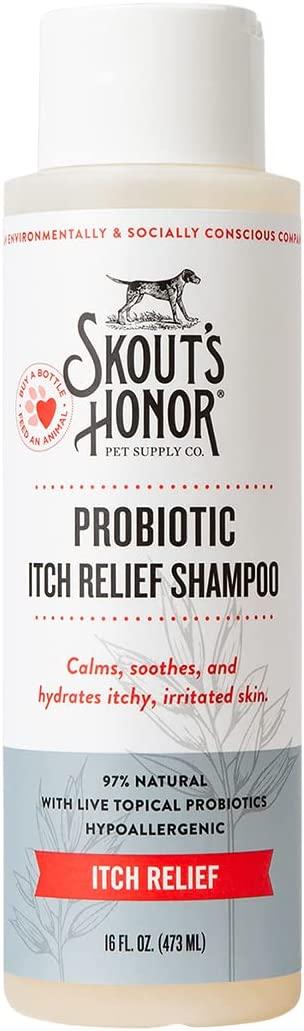 N ENVIRONMENTALLY & SOCIALLY CONSCIOUS COMPA
SKOUT'S
HONOR®
PET SUPPLY CO.
BUY A BOTTLE
FEED AN ANIMAL
PROBIOTIC
ITCH RELIEF SHAMPOO
Calms, soothes, and
hydrates itchy, irritated skin.
97% NATURAL
WITH LIVE TOPICAL PROBIOTICS
HYPOALLERGENIC
ITCH RELIEF
16 FL. OZ. (473 ML)